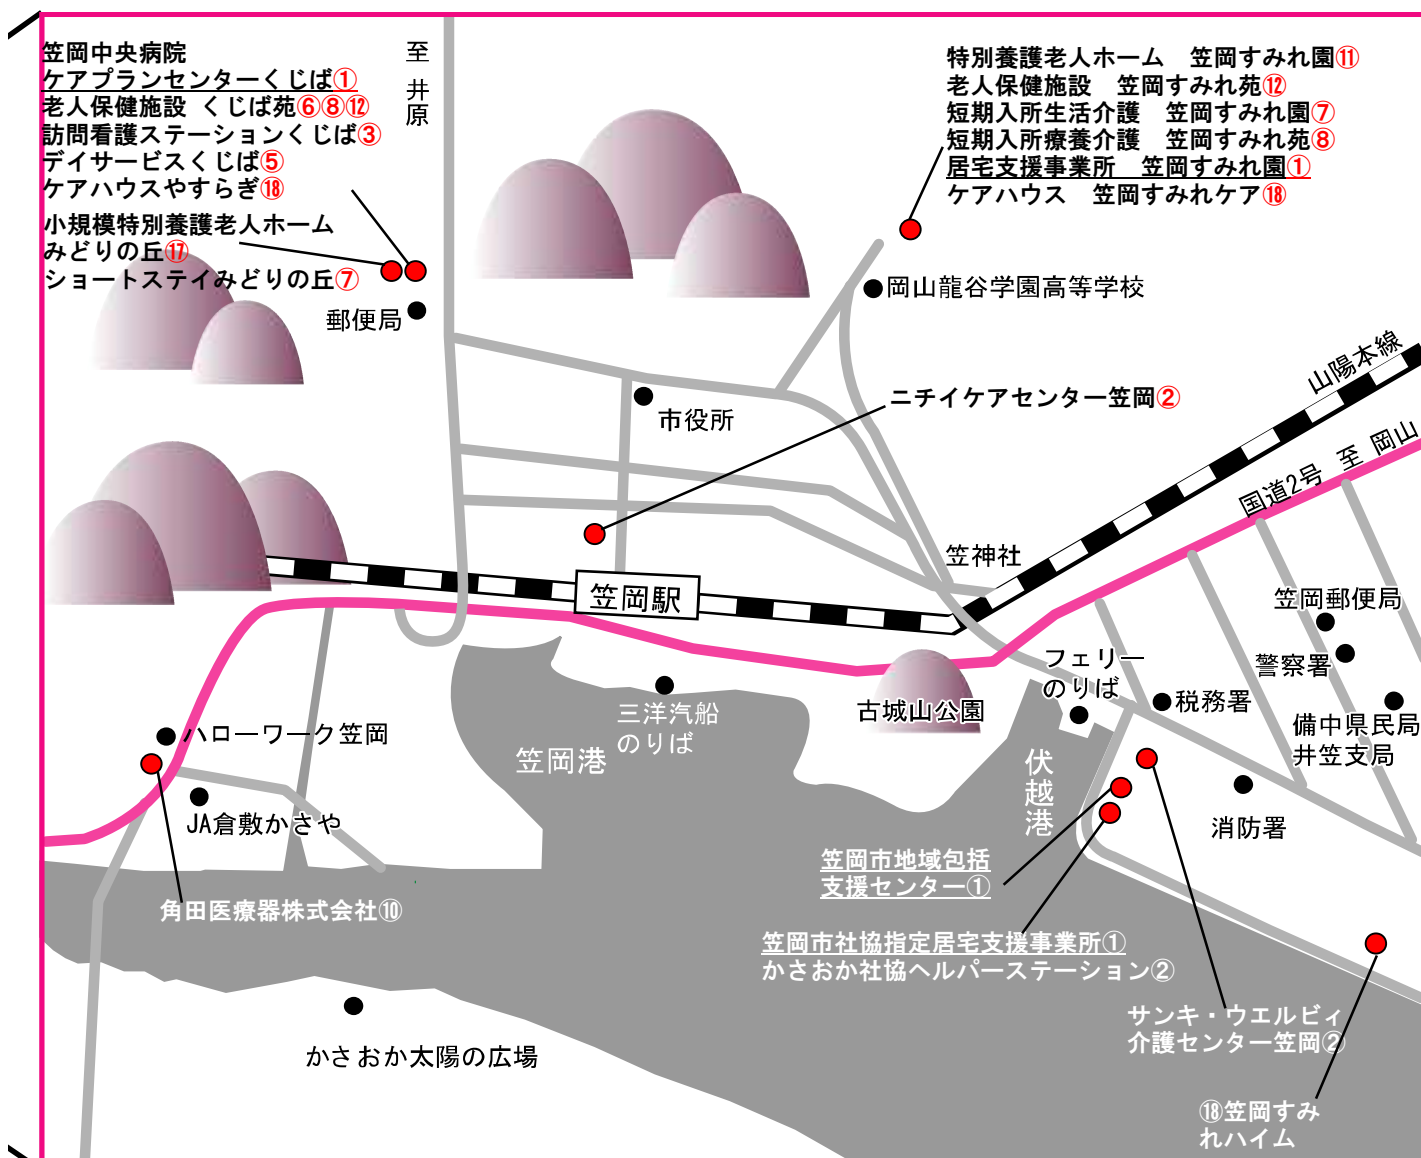 笠岡中央病院
ケアプランセンターくじば①
老人保健施設 くじば苑⑥⑧⑫
訪問看護ステーションくじば③
デイサービスくじば⑤
ケアハウスやすらぎ⑱
小規模特別養護老人ホーム
みどりの丘⑰
ショートステイみどりの丘⑦
至 井原
郵便局
特別養護老人ホーム 笠岡すみれ園⑪
老人保健施設 笠岡すみれ苑⑫
短期入所生活介護 笠岡すみれ園⑦
短期入所療養介護 笠岡すみれ苑⑧
居宅支援事業所 笠岡すみれ園①
ケアハウス 笠岡すみれケア⑱
岡山龍谷学園高等学校
山陽本線
ニチイケアセンター笠岡②
市役所
国道2号 至 岡山
笠神社
笠岡駅
笠岡郵便局
警察署
フェリー
のりば
税務署
備中県民局
井笠支局
古城山公園
三洋汽船
のりば
笠岡港
ハローワーク笠岡
伏越港
JA倉敷かさや
消防署
笠岡市地域包括
支援センター①
角田医療器株式会社⑩
笠岡市社協指定居宅支援事業所①
かさおか社協ヘルパーステーション②
サンキ・ウエルビィ
介護センター笠岡②
かさおか太陽の広場
⑱笠岡すみ
れハイム